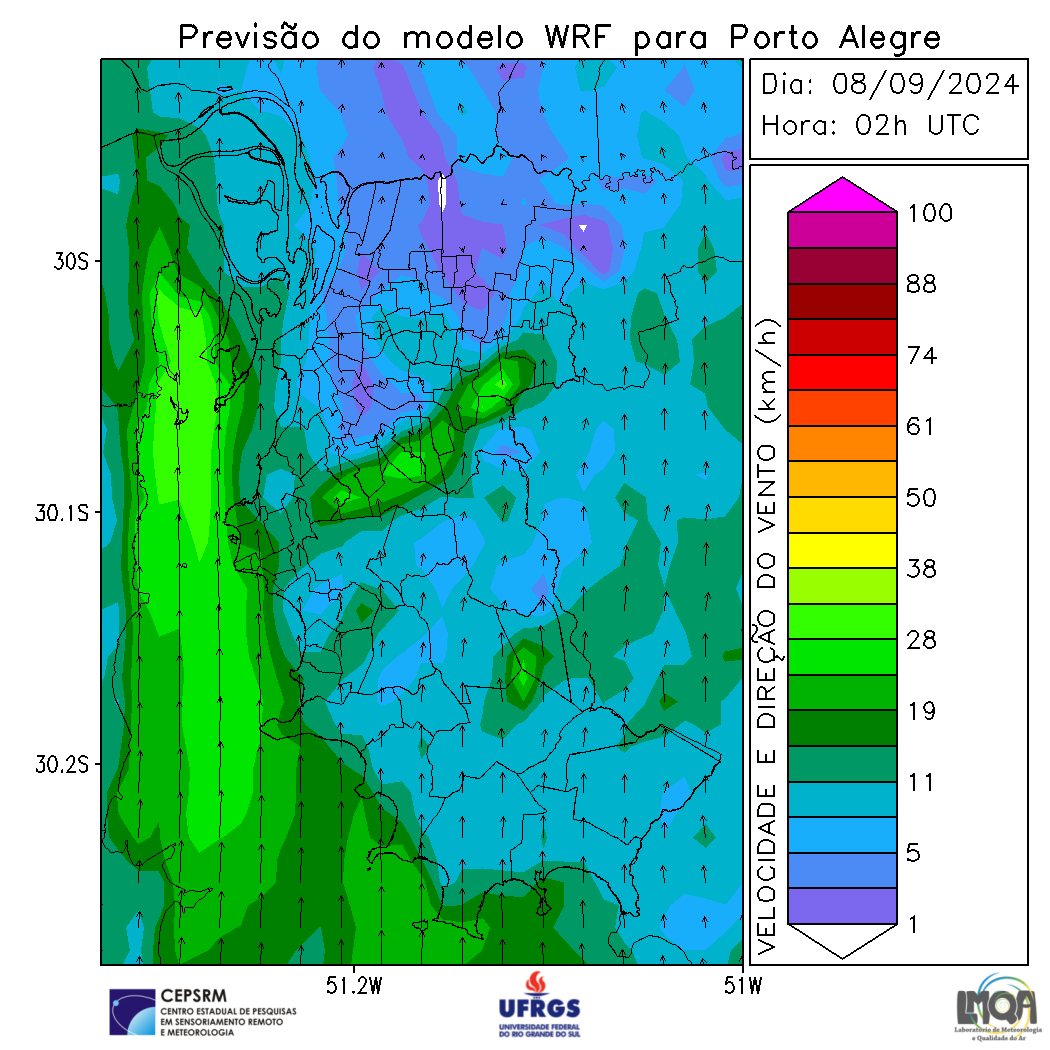 Previsão do modelo WRF para Porto Alegre
Dia: 08/09/2024
Hora: 02h UTC
30S
30.1S
30.2S
51.2W
51W
VELOCIDADE E DIREÇÃO DO VENTO (km/h)
100
88
74
61
50
38
28
19
11
5
1
CEPSRM
CENTRO ESTADUAL DE PESQUISAS
EM SENSORIAMENTO REMOTO
E METEOROLOGIA
UFRGS
UNIVERSIDADE FEDERAL
DO RIO GRANDE DO SUL
LMQA
Laboratório de Meteorologia
e Qualidade do Ar